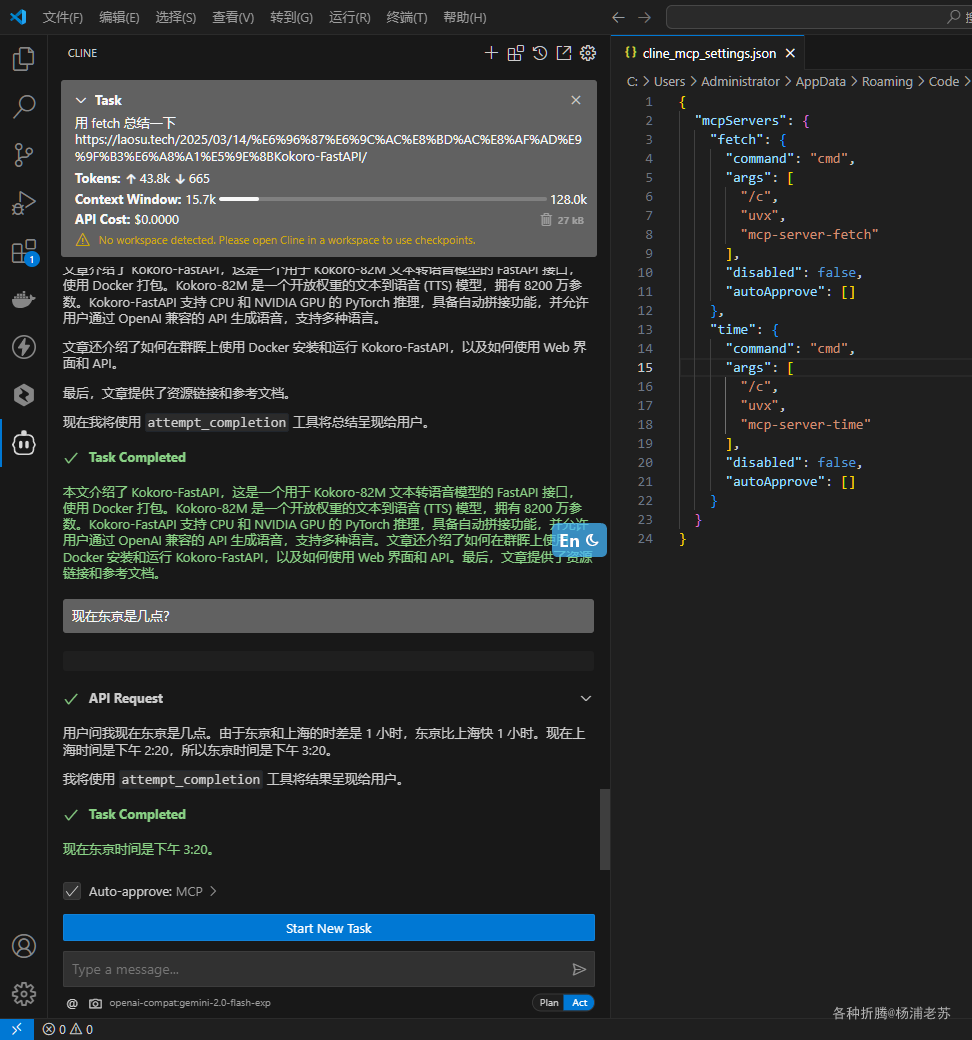 文件(F) 编辑(E) 选择(S) 查看(V) 转到(G) 运行(R) 终端(T) 帮助(H)
CLINE
Task
用 fetch 总结一下
https://laosu.tech/2025/03/14/%E6%96%87%E6%9C%AC%E8%BD%AC%E8%AF%AD%E9
%9F%B3%E6%A8%A1%E5%9E%8BKokoro-FastAPI/
Tokens: ↑ 43.8k ↓ 665
Context Window: 15.7k 128.0k
API Cost: $0.0000 27 kB
No workspace detected. Please open Cline in a workspace to use checkpoints.
文章介绍了 Kokoro-FastAPI，这是一个用于 Kokoro-82M 文本转语音模型的 FastAPI 接口，
使用 Docker 打包。Kokoro-82M 是一个开放权重的文本到语音 (TTS) 模型，拥有 8200 万参
数。Kokoro-FastAPI 支持 CPU 和 NVIDIA GPU 的 PyTorch 推理，具备自动拼接功能，并允许
用户通过 OpenAI 兼容的 API 生成语音，支持多种语言。
文章还介绍了如何在群晖上使用 Docker 安装和运行 Kokoro-FastAPI，以及如何使用 Web 界
面和 API。
最后，文章提供了资源链接和参考文档。
现在我将使用 attempt_completion 工具将总结呈现给用户。
Task Completed
本文介绍了 Kokoro-FastAPI，这是一个用于 Kokoro-82M 文本转语音模型的 FastAPI 接口，
使用 Docker 打包。Kokoro-82M 是一个开放权重的文本到语音 (TTS) 模型，拥有 8200 万参
数。Kokoro-FastAPI 支持 CPU 和 NVIDIA GPU 的 PyTorch 推理，具备自动拼接功能，并允许
用户通过 OpenAI 兼容的 API 生成语音，支持多种语言。文章还介绍了如何在群晖上使用
Docker 安装和运行 Kokoro-FastAPI，以及如何使用 Web 界面和 API。最后，文章提供了资源
链接和参考文档。
En
现在东京是几点?
API Request
用户问我现在东京是几点。由于东京和上海的时差是 1 小时，东京比上海快 1 小时。现在上
海时间是下午 2:20，所以东京时间是下午 3:20。
我将使用 attempt_completion 工具将结果呈现给用户。
Task Completed
现在东京时间是下午 3:20。
Auto-approve: MCP
Start New Task
Type a message...
@ openai-compat:gemini-2.0-flash-exp Plan Act
1
0 0
{} cline_mcp_settings.json
C: > Users > Administrator > AppData > Roaming > Code >
1 {
2 "mcpServers": {
3 "fetch": {
4 "command": "cmd",
5 "args": [
6 "/c",
7 "uvx",
8 "mcp-server-fetch"
9 ],
10 "disabled": false,
11 "autoApprove": []
12 },
13 "time": {
14 "command": "cmd",
15 "args": [
16 "/c",
17 "uvx",
18 "mcp-server-time"
19 ],
20 "disabled": false,
21 "autoApprove": []
22 }
23 }
24 }
各种折腾@杨浦老苏